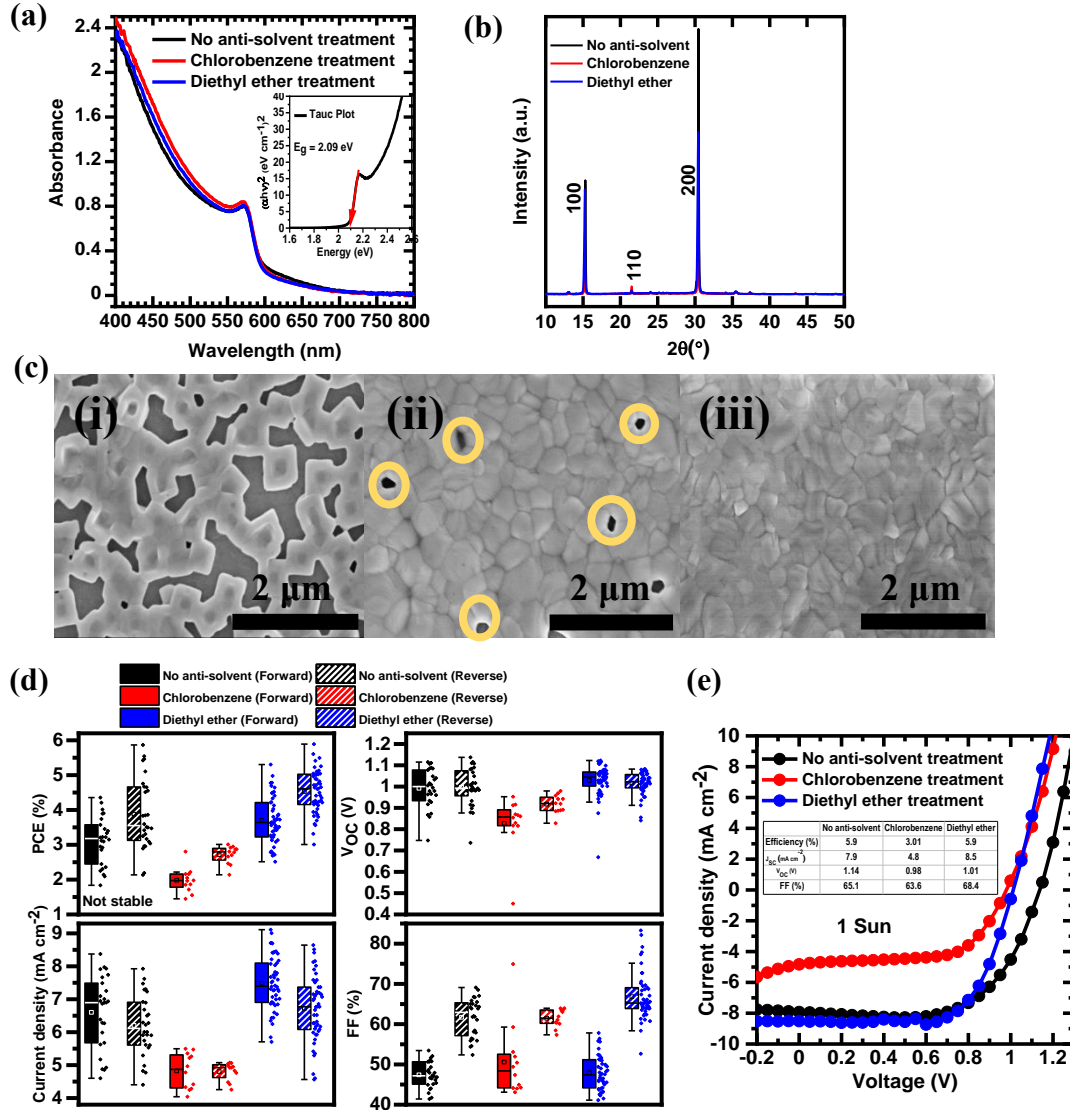 (a)
2.4
2.0
1.6
1.2
0.8
0.4
0
Absorbance
No anti-solvent treatment
Chlorobenzene treatment
Diethyl ether treatment
40
35
30
25
20
15
10
5
0
(αhν)² (eV cm⁻¹)2
Tauc Plot
Eg = 2.09 eV
1.6 1.8 2 2.2 2.4 2.6
Energy (eV)
400 450 500 550 600 650 700 750 800
Wavelength (nm)
(b)
No anti-solvent
Chlorobenzene
Diethyl ether
Intensity (a.u.)
100
110
200
10 15 20 25 30 35 40 45 50
2θ(°)
(c)
(i) (ii) (iii)
2 μm 2 μm 2 μm
(d)
No anti-solvent (Forward) No anti-solvent (Reverse)
Chlorobenzene (Forward) Chlorobenzene (Reverse)
Diethyl ether (Forward) Diethyl ether (Reverse)
6
5
4
3
2
1
PCE (%)
Not stable
1.2
1.1
1.0
0.9
0.8
0.7
0.6
0.5
0.4
VOC (V)
9
8
7
6
5
4
Current density (mA cm⁻²)
80
70
60
50
40
FF (%)
(e)
10
8
6
4
2
0
-2
-4
-6
-8
-10
Current density (mA cm⁻²)
No anti-solvent treatment
Chlorobenzene treatment
Diethyl ether treatment
No anti-solvent Chlorobenzene Diethyl ether
Efficiency (%) 5.9 3.01 5.9
JSC (mA cm⁻²) 7.9 4.8 8.5
VOC (V) 1.14 0.98 1.01
FF (%) 65.1 63.6 68.4
1 Sun
-0.2 0 0.2 0.4 0.6 0.8 1 1.2
Voltage (V)